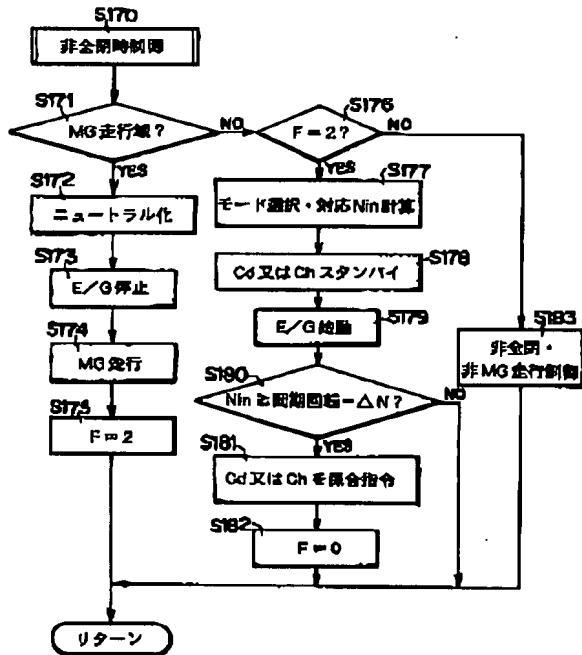 S170
非全閉時制御
S171
MG走行域?
NO
YES
S172
ニュートラル化
S173
E/G停止
S174
MG走行
S175
F=2
S176
F=2?
NO
YES
S177
モード選択・対応Nin計算
S178
Cd又はChスタンバイ
S179
E/G始動
S180
Nin≧同期回転-△N?
NO
YES
S181
Cd又はChを係合指令
S182
F=0
S183
非全閉・
非MG走行制御
リターン